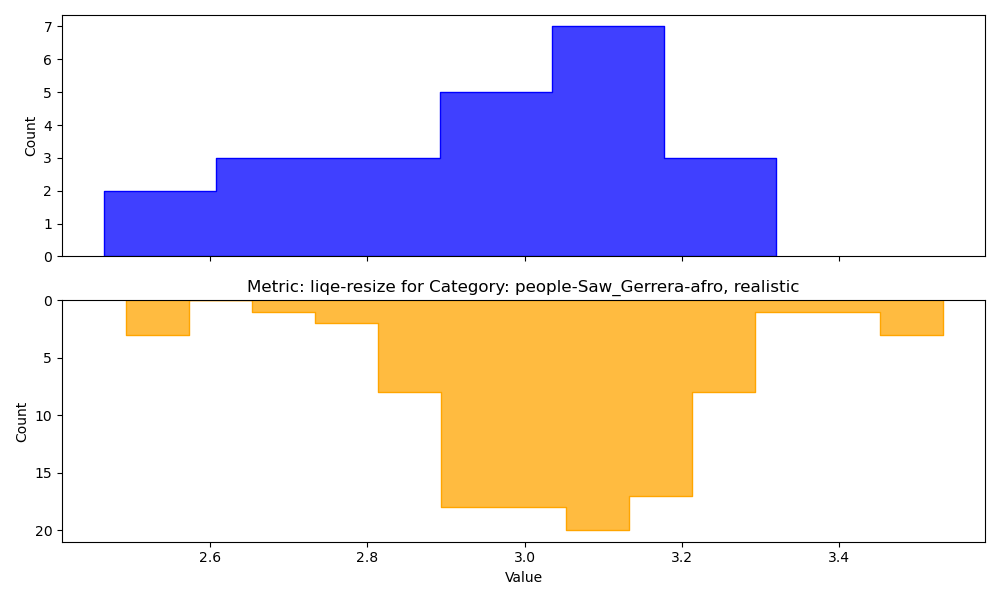 7
6
5
4
3
2
1
0
Count
Metric: liqe-resize for Category: people-Saw_Gerrera-afro, realistic
0
5
10
15
20
Count
2.6 2.8 3.0 3.2 3.4
Value